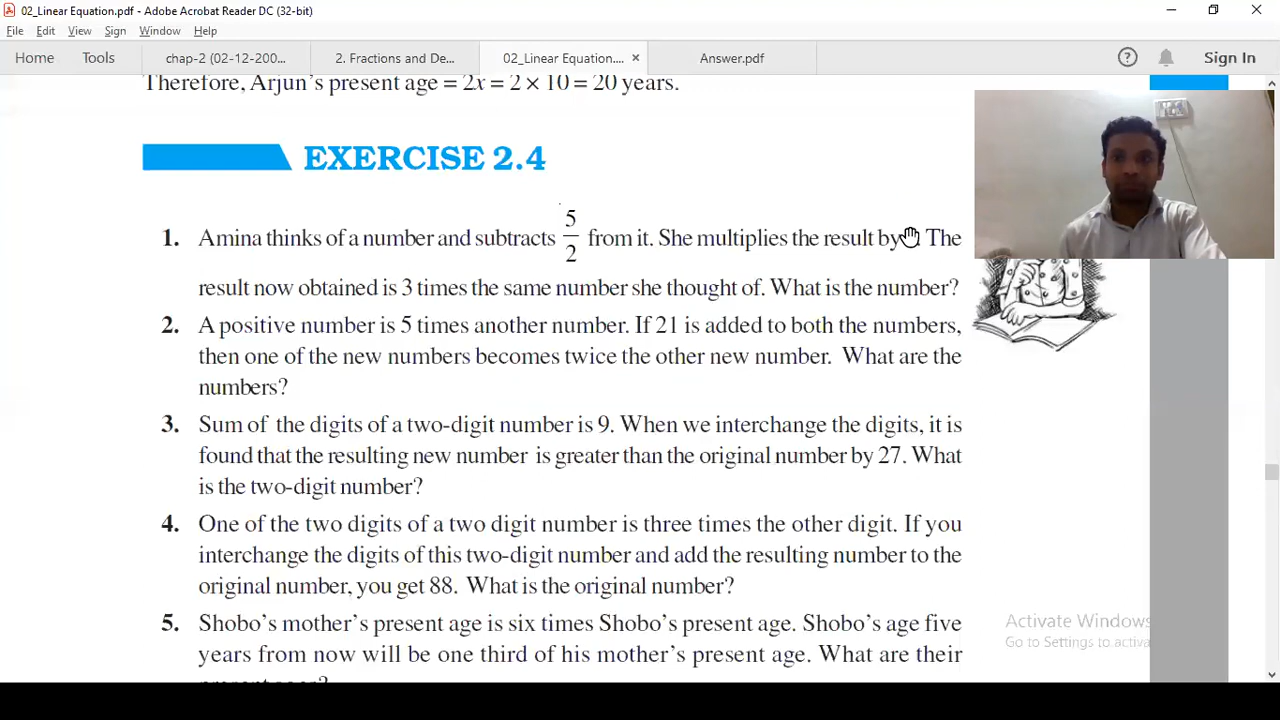 02_Linear Equation.pdf - Adobe Acrobat Reader DC (32-bit)
File Edit View Sign Window Help
Home Tools chap-2 (02-12-200... 2. Fractions and De... 02_Linear Equation.... × Answer.pdf Sign In
Therefore, Arjun's present age = 2x = 2 × 10 = 20 years.
EXERCISE 2.4
1. Amina thinks of a number and subtracts 5/2 from it. She multiplies the result by The
result now obtained is 3 times the same number she thought of. What is the number?
2. A positive number is 5 times another number. If 21 is added to both the numbers,
then one of the new numbers becomes twice the other new number. What are the
numbers?
3. Sum of the digits of a two-digit number is 9. When we interchange the digits, it is
found that the resulting new number is greater than the original number by 27. What
is the two-digit number?
4. One of the two digits of a two digit number is three times the other digit. If you
interchange the digits of this two-digit number and add the resulting number to the
original number, you get 88. What is the original number?
5. Shobo's mother's present age is six times Shobo's present age. Shobo's age five
years from now will be one third of his mother's present age. What are their
Activate Windows
Go to Settings to activa